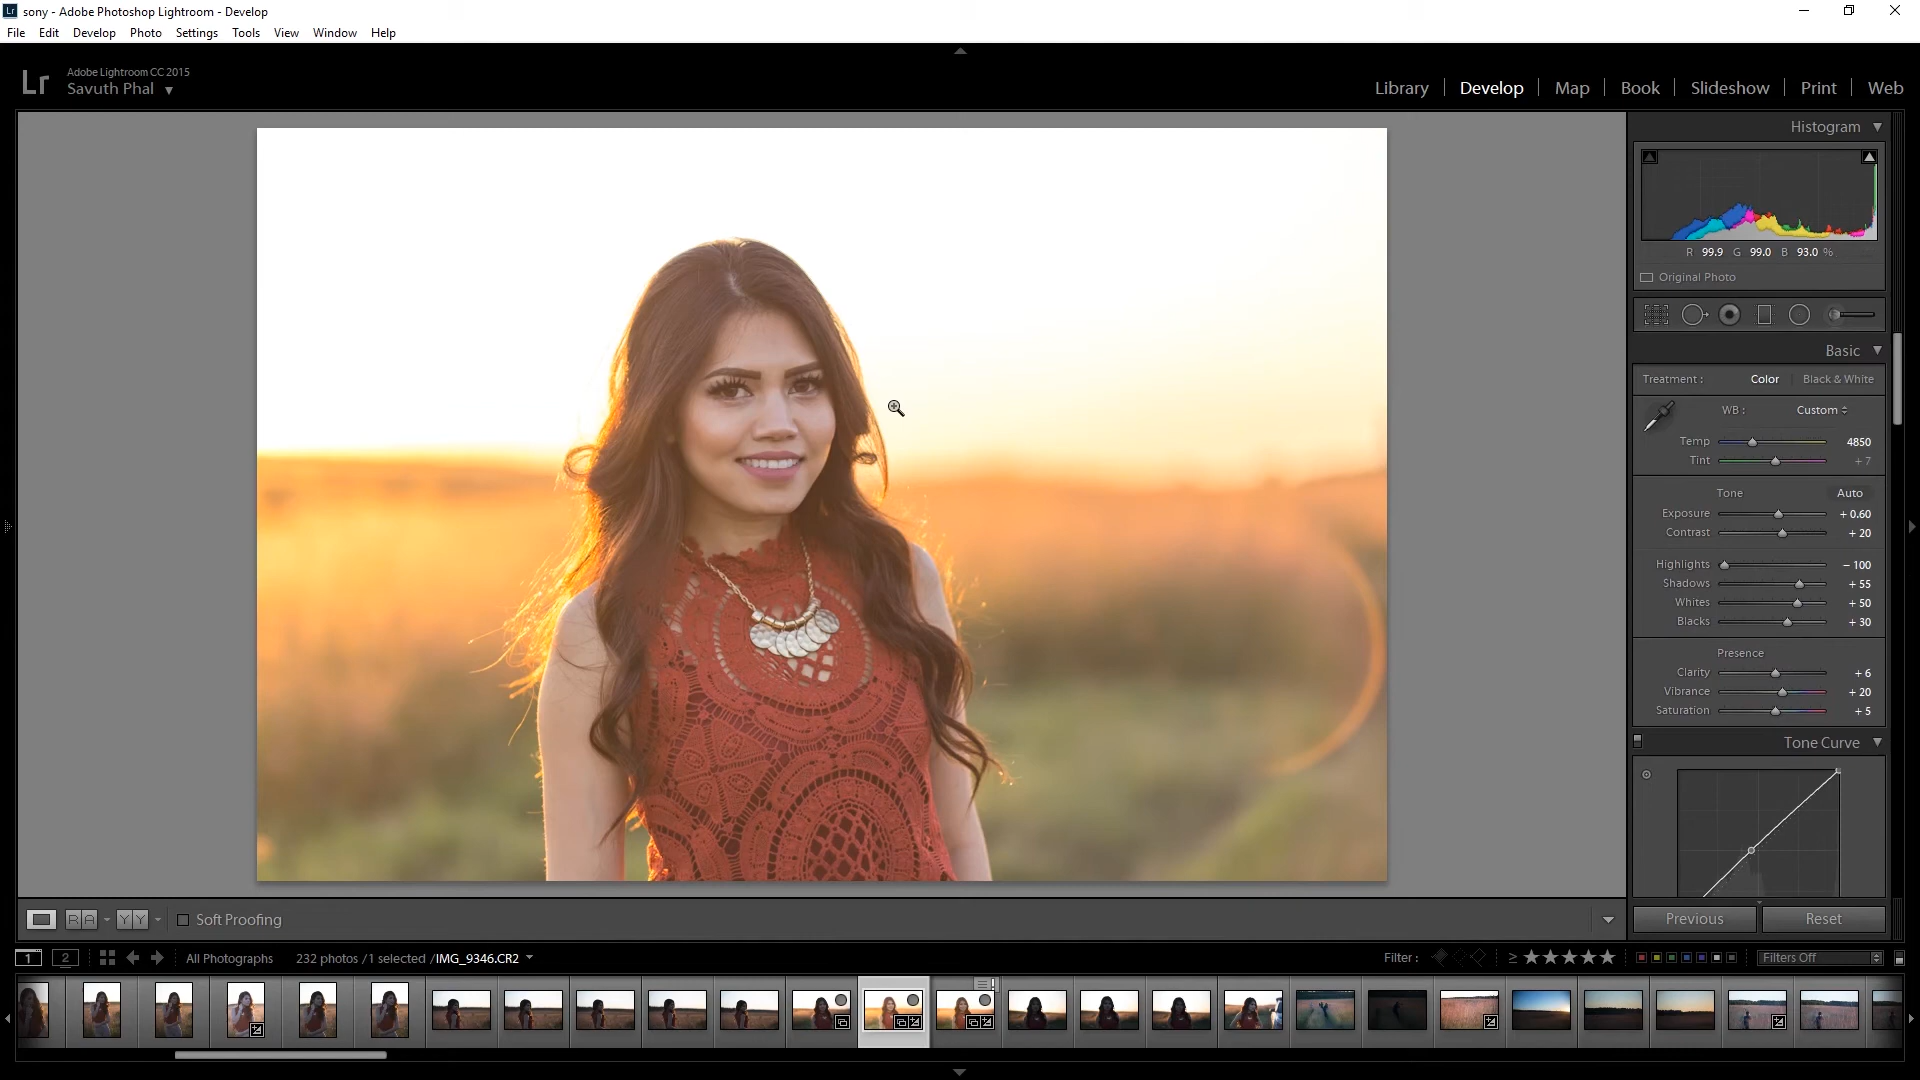 Lr sony - Adobe Photoshop Lightroom - Develop
File Edit Develop Photo Settings Tools View Window Help
Lr Adobe Lightroom CC 2015
Savuth Phal
Library Develop Map Book Slideshow Print Web
Histogram
R 99.9 G 99.0 B 93.0 %
Original Photo
Basic
Treatment : Color Black & White
WB : Custom
Temp 4850
Tint + 7
Tone Auto
Exposure + 0.60
Contrast + 20
Highlights − 100
Shadows + 55
Whites + 50
Blacks + 30
Presence
Clarity + 6
Vibrance + 20
Saturation + 5
Tone Curve
Previous Reset
R A Y Y Soft Proofing
1 2 All Photographs 232 photos /1 selected /IMG_9346.CR2 Filter : ≥ ★★★★★ Filters Off